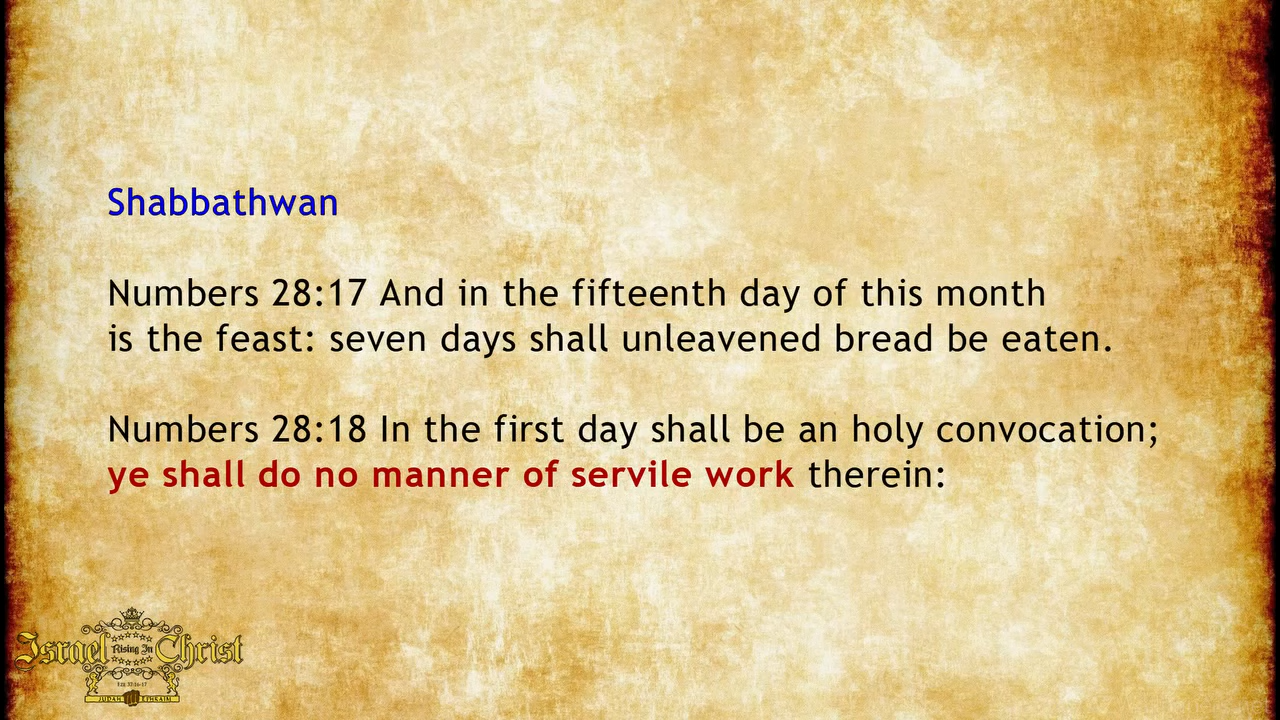 Shabbathwan
Numbers 28:17 And in the fifteenth day of this month
is the feast: seven days shall unleavened bread be eaten.
Numbers 28:18 In the first day shall be an holy convocation;
ye shall do no manner of servile work therein:
Israel Rising In Christ
JUDAH EPHRAIM